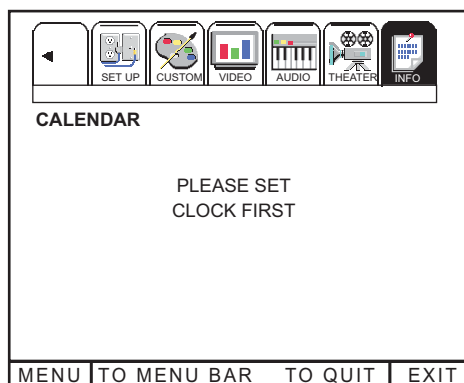 SET UP CUSTOM VIDEO AUDIO THEATER INFO
CALENDAR
PLEASE SET
CLOCK FIRST
MENU TO MENU BAR TO QUIT EXIT